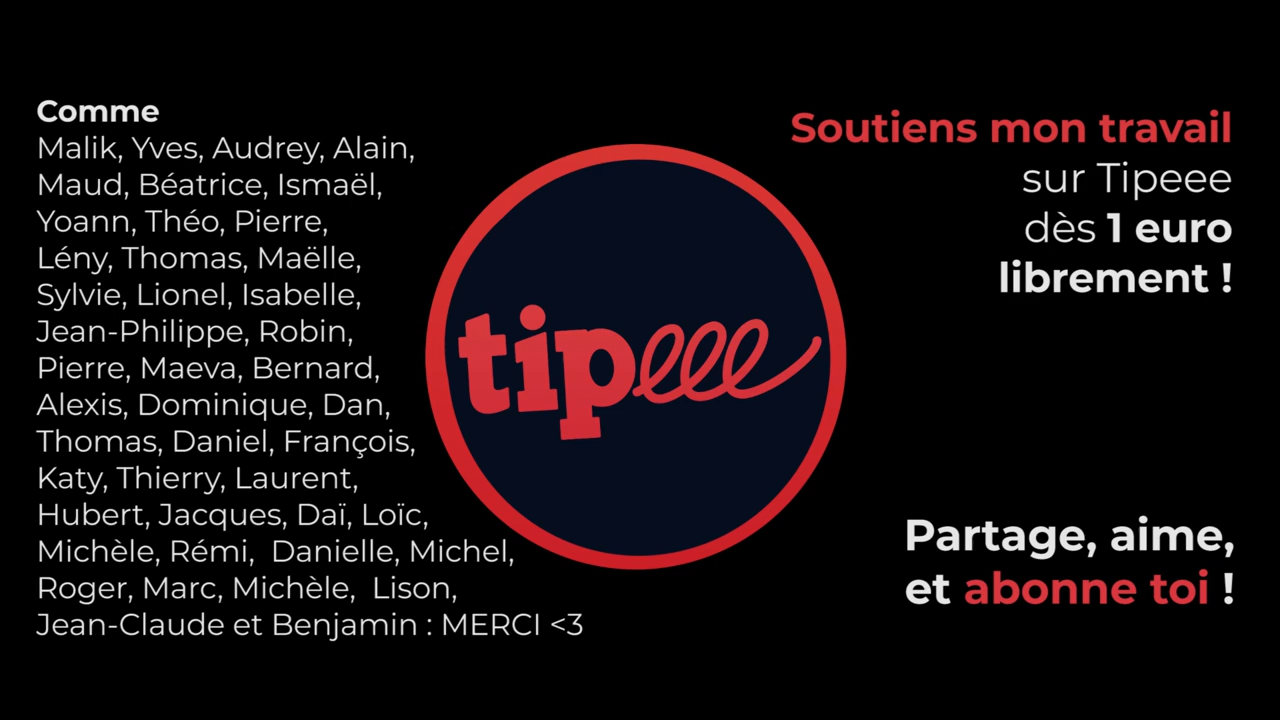 Comme
Malik, Yves, Audrey, Alain,
Maud, Béatrice, Ismaël,
Yoann, Théo, Pierre,
Lény, Thomas, Maëlle,
Sylvie, Lionel, Isabelle,
Jean-Philippe, Robin,
Pierre, Maeva, Bernard,
Alexis, Dominique, Dan,
Thomas, Daniel, François,
Katy, Thierry, Laurent,
Hubert, Jacques, Daï, Loïc,
Michèle, Rémi, Danielle, Michel,
Roger, Marc, Michèle, Lison,
Jean-Claude et Benjamin : MERCI <3
tipeee
Soutiens mon travail
sur Tipeee
dès 1 euro
librement !
Partage, aime,
et abonne toi !